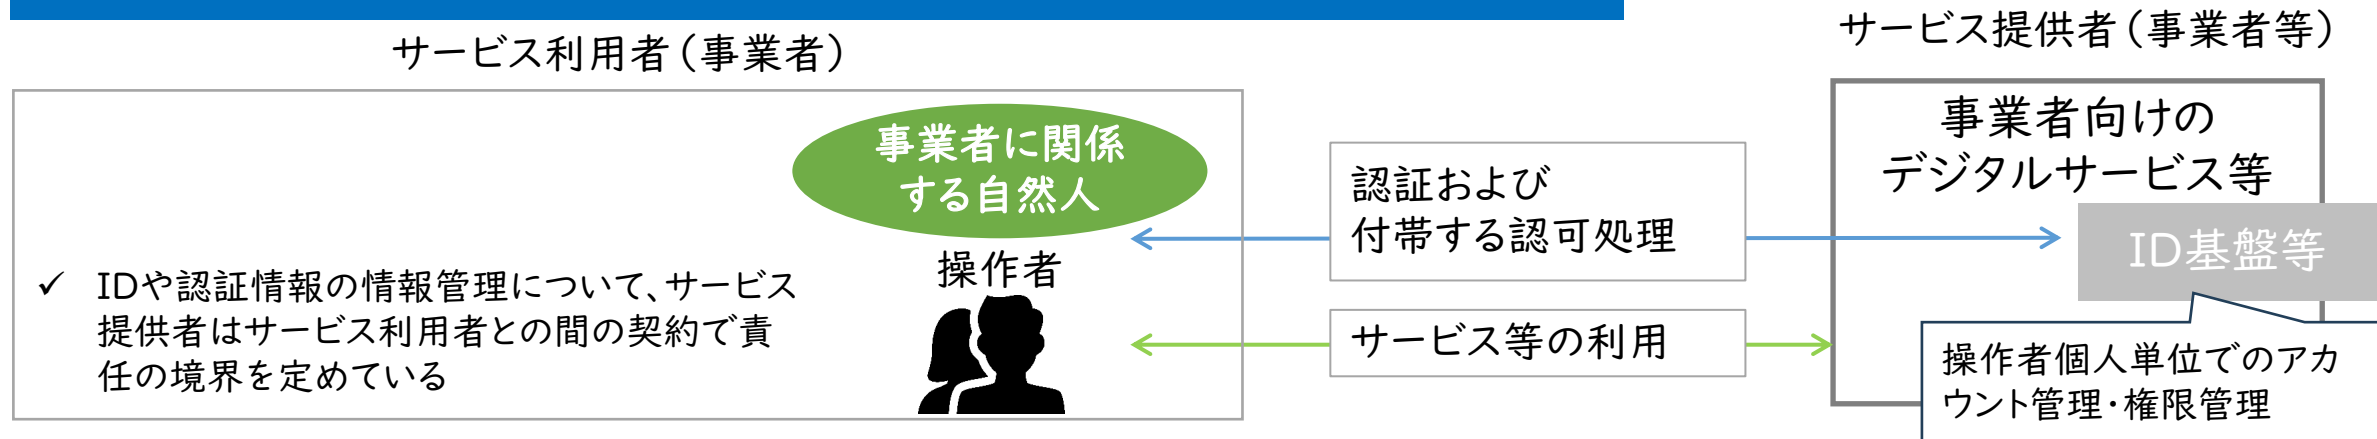 サービス利用者（事業者）
事業者に関係
する自然人
操作者
✓ IDや認証情報の情報管理について、サービス
提供者はサービス利用者との間の契約で責
任の境界を定めている
認証および
付帯する認可処理
サービス等の利用
サービス提供者（事業者等）
事業者向けの
デジタルサービス等
ID基盤等
操作者個人単位でのアカ
ウント管理・権限管理